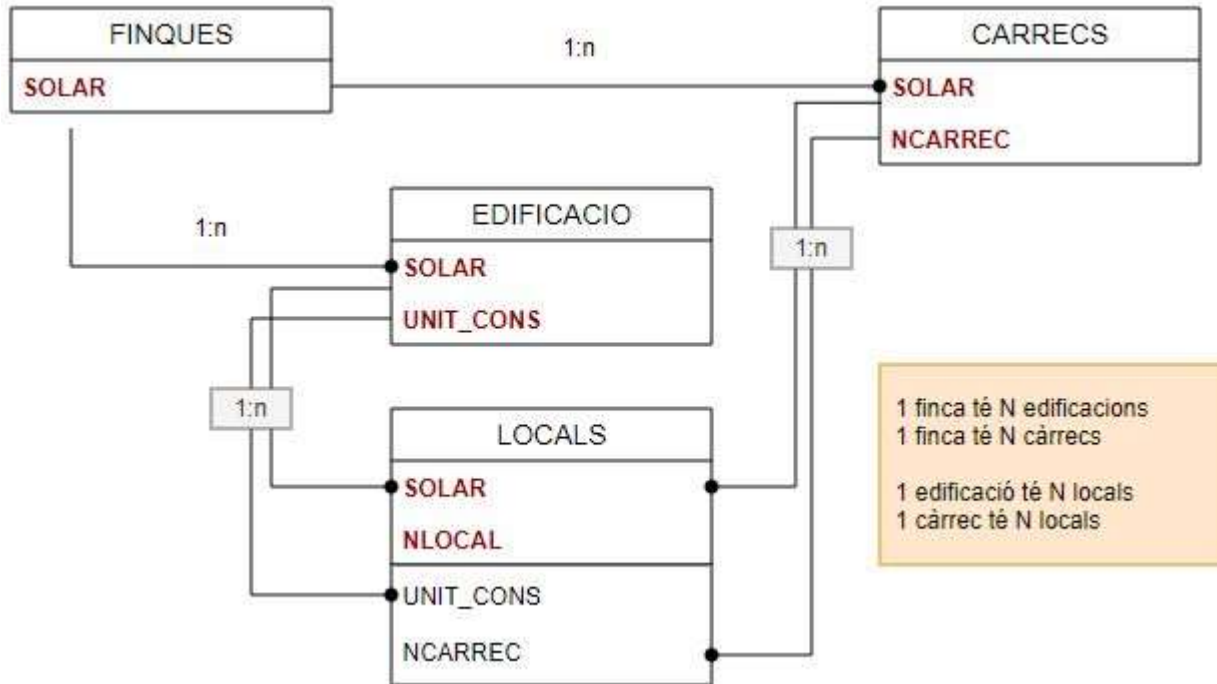 FINQUES
SOLAR
1:n
CARRECS
SOLAR
NCARREC
1:n
EDIFICACIO
SOLAR
UNIT_CONS
1:n
1:n
LOCALS
SOLAR
NLOCAL
UNIT_CONS
NCARREC
1 finca té N edificacions
1 finca té N càrrecs
1 edificació té N locals
1 càrrec té N locals